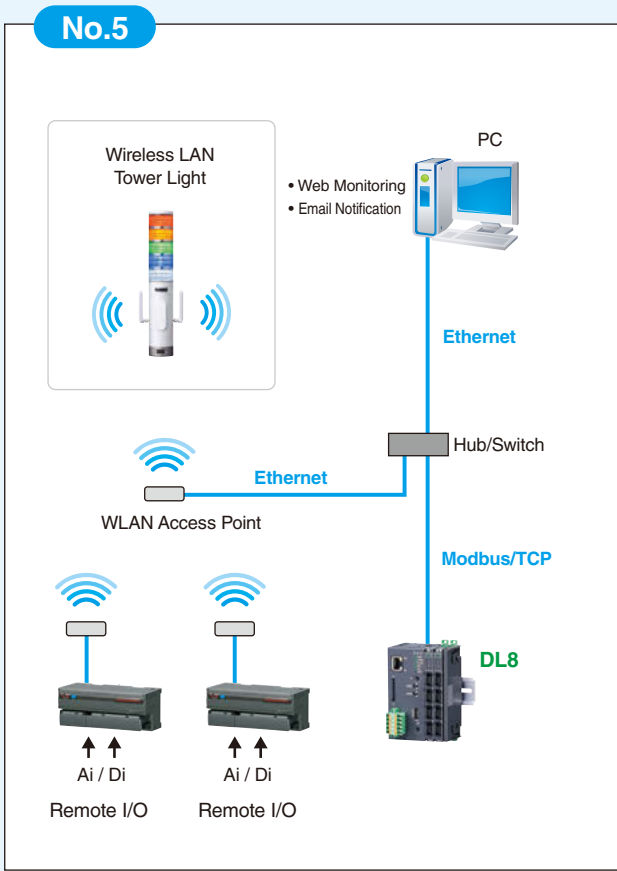 No.5
Wireless LAN
Tower Light
PC
• Web Monitoring
• Email Notification
Ethernet
Hub/Switch
Ethernet
WLAN Access Point
Modbus/TCP
DL8
Ai / Di
Ai / Di
Remote I/O
Remote I/O